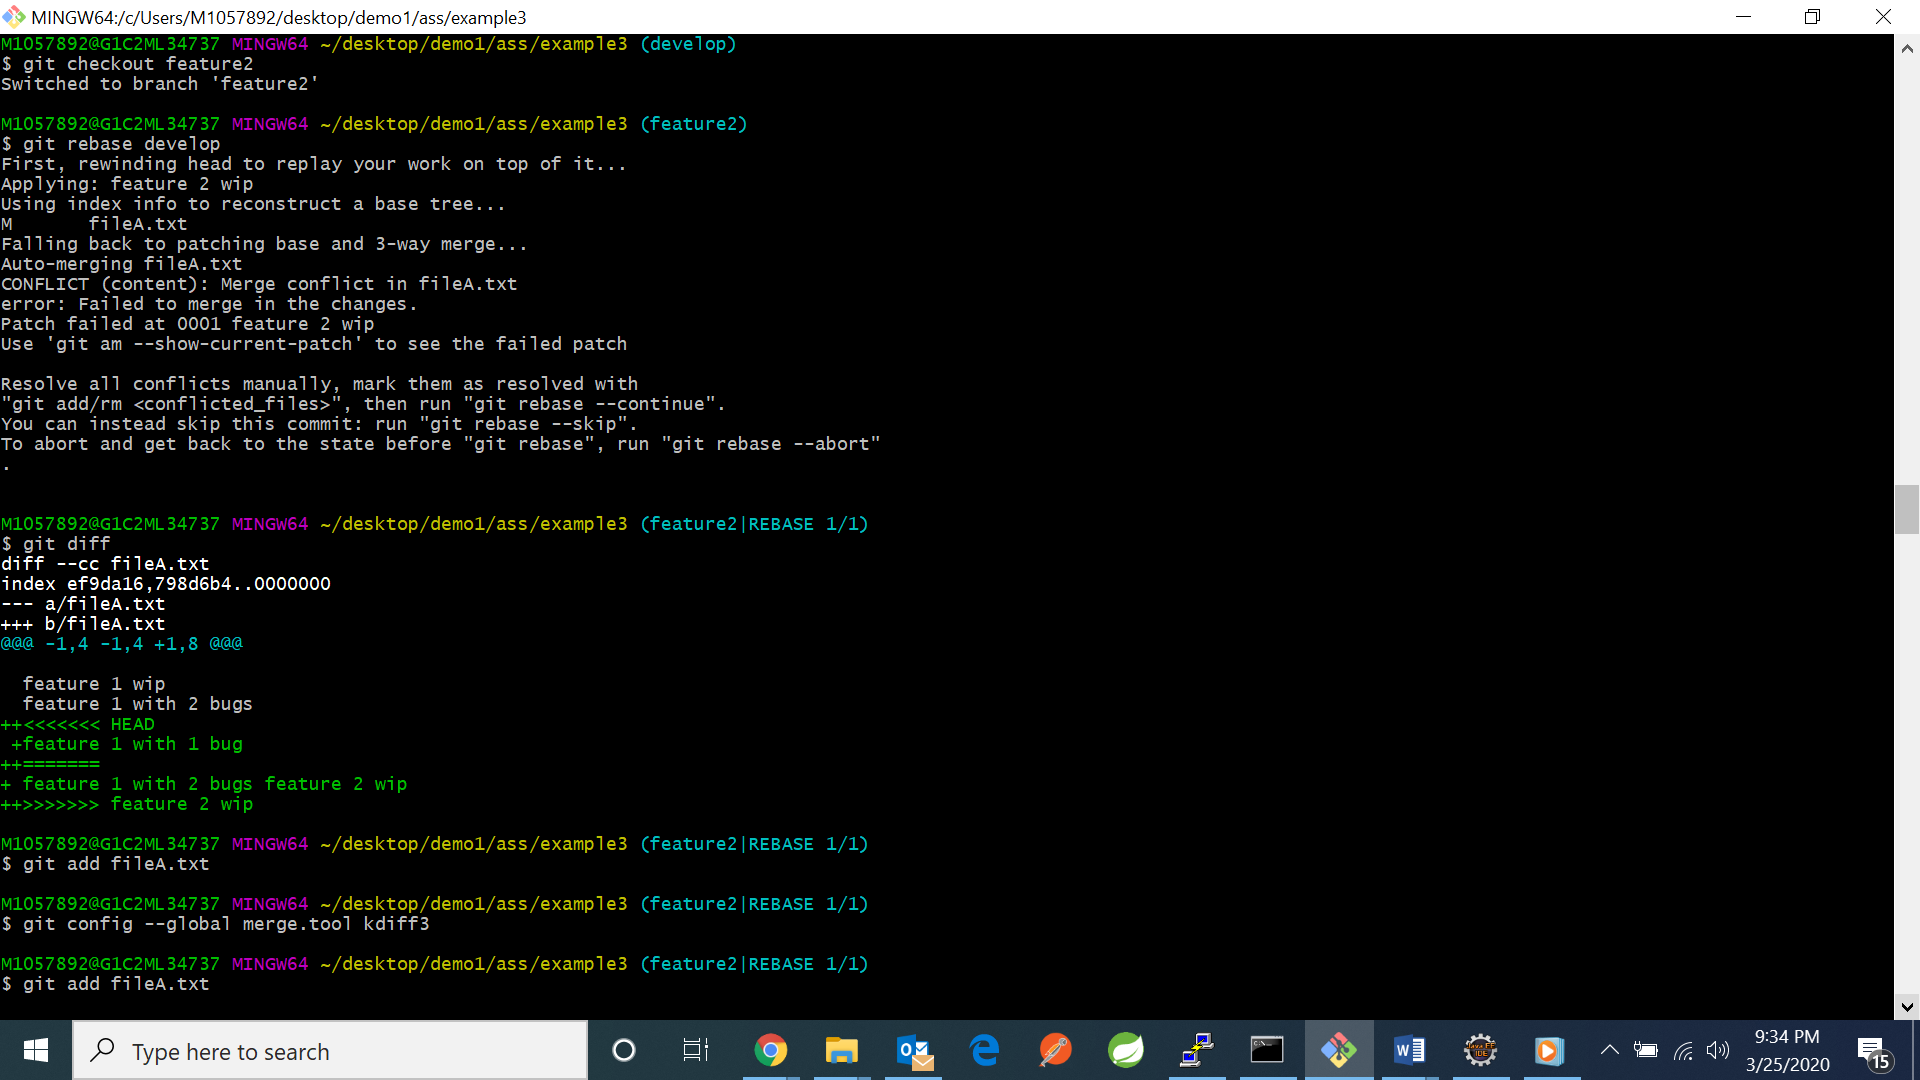 MINGW64:/c/Users/M1057892/desktop/demo1/ass/example3
M1057892@G1C2ML34737 MINGW64 ~/desktop/demo1/ass/example3 (develop)
$ git checkout feature2
Switched to branch 'feature2'
M1057892@G1C2ML34737 MINGW64 ~/desktop/demo1/ass/example3 (feature2)
$ git rebase develop
First, rewinding head to replay your work on top of it...
Applying: feature 2 wip
Using index info to reconstruct a base tree...
M       fileA.txt
Falling back to patching base and 3-way merge...
Auto-merging fileA.txt
CONFLICT (content): Merge conflict in fileA.txt
error: Failed to merge in the changes.
Patch failed at 0001 feature 2 wip
Use 'git am --show-current-patch' to see the failed patch
Resolve all conflicts manually, mark them as resolved with
"git add/rm <conflicted_files>", then run "git rebase --continue".
You can instead skip this commit: run "git rebase --skip".
To abort and get back to the state before "git rebase", run "git rebase --abort"
.
M1057892@G1C2ML34737 MINGW64 ~/desktop/demo1/ass/example3 (feature2|REBASE 1/1)
$ git diff
diff --cc fileA.txt
index ef9da16,798d6b4..0000000
--- a/fileA.txt
+++ b/fileA.txt
@@@ -1,4 -1,4 +1,8 @@@
  feature 1 wip
  feature 1 with 2 bugs
++<<<<<<< HEAD
 +feature 1 with 1 bug
++=======
+ feature 1 with 2 bugs feature 2 wip
++>>>>>>> feature 2 wip
M1057892@G1C2ML34737 MINGW64 ~/desktop/demo1/ass/example3 (feature2|REBASE 1/1)
$ git add fileA.txt
M1057892@G1C2ML34737 MINGW64 ~/desktop/demo1/ass/example3 (feature2|REBASE 1/1)
$ git config --global merge.tool kdiff3
M1057892@G1C2ML34737 MINGW64 ~/desktop/demo1/ass/example3 (feature2|REBASE 1/1)
$ git add fileA.txt
Type here to search
9:34 PM
3/25/2020
15